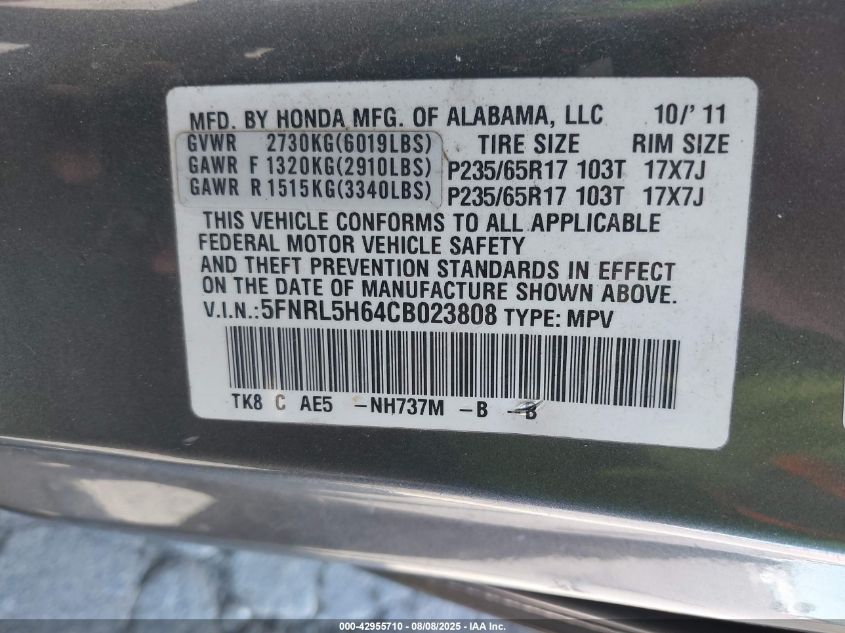 MFD. BY HONDA MFG. OF ALABAMA, LLC 10/' 11
GVWR 2730KG(6019LBS) TIRE SIZE RIM SIZE
GAWR F 1320KG(2910LBS) P235/65R17 103T 17X7J
GAWR R 1515KG(3340LBS) P235/65R17 103T 17X7J
THIS VEHICLE CONFORMS TO ALL APPLICABLE
FEDERAL MOTOR VEHICLE SAFETY
AND THEFT PREVENTION STANDARDS IN EFFECT
ON THE DATE OF MANUFACTURE SHOWN ABOVE.
V.I.N.:5FNRL5H64CB023808 TYPE: MPV
TK8 C AE5 -NH737M -B -B
000-42955710 - 08/08/2025 - IAA Inc.